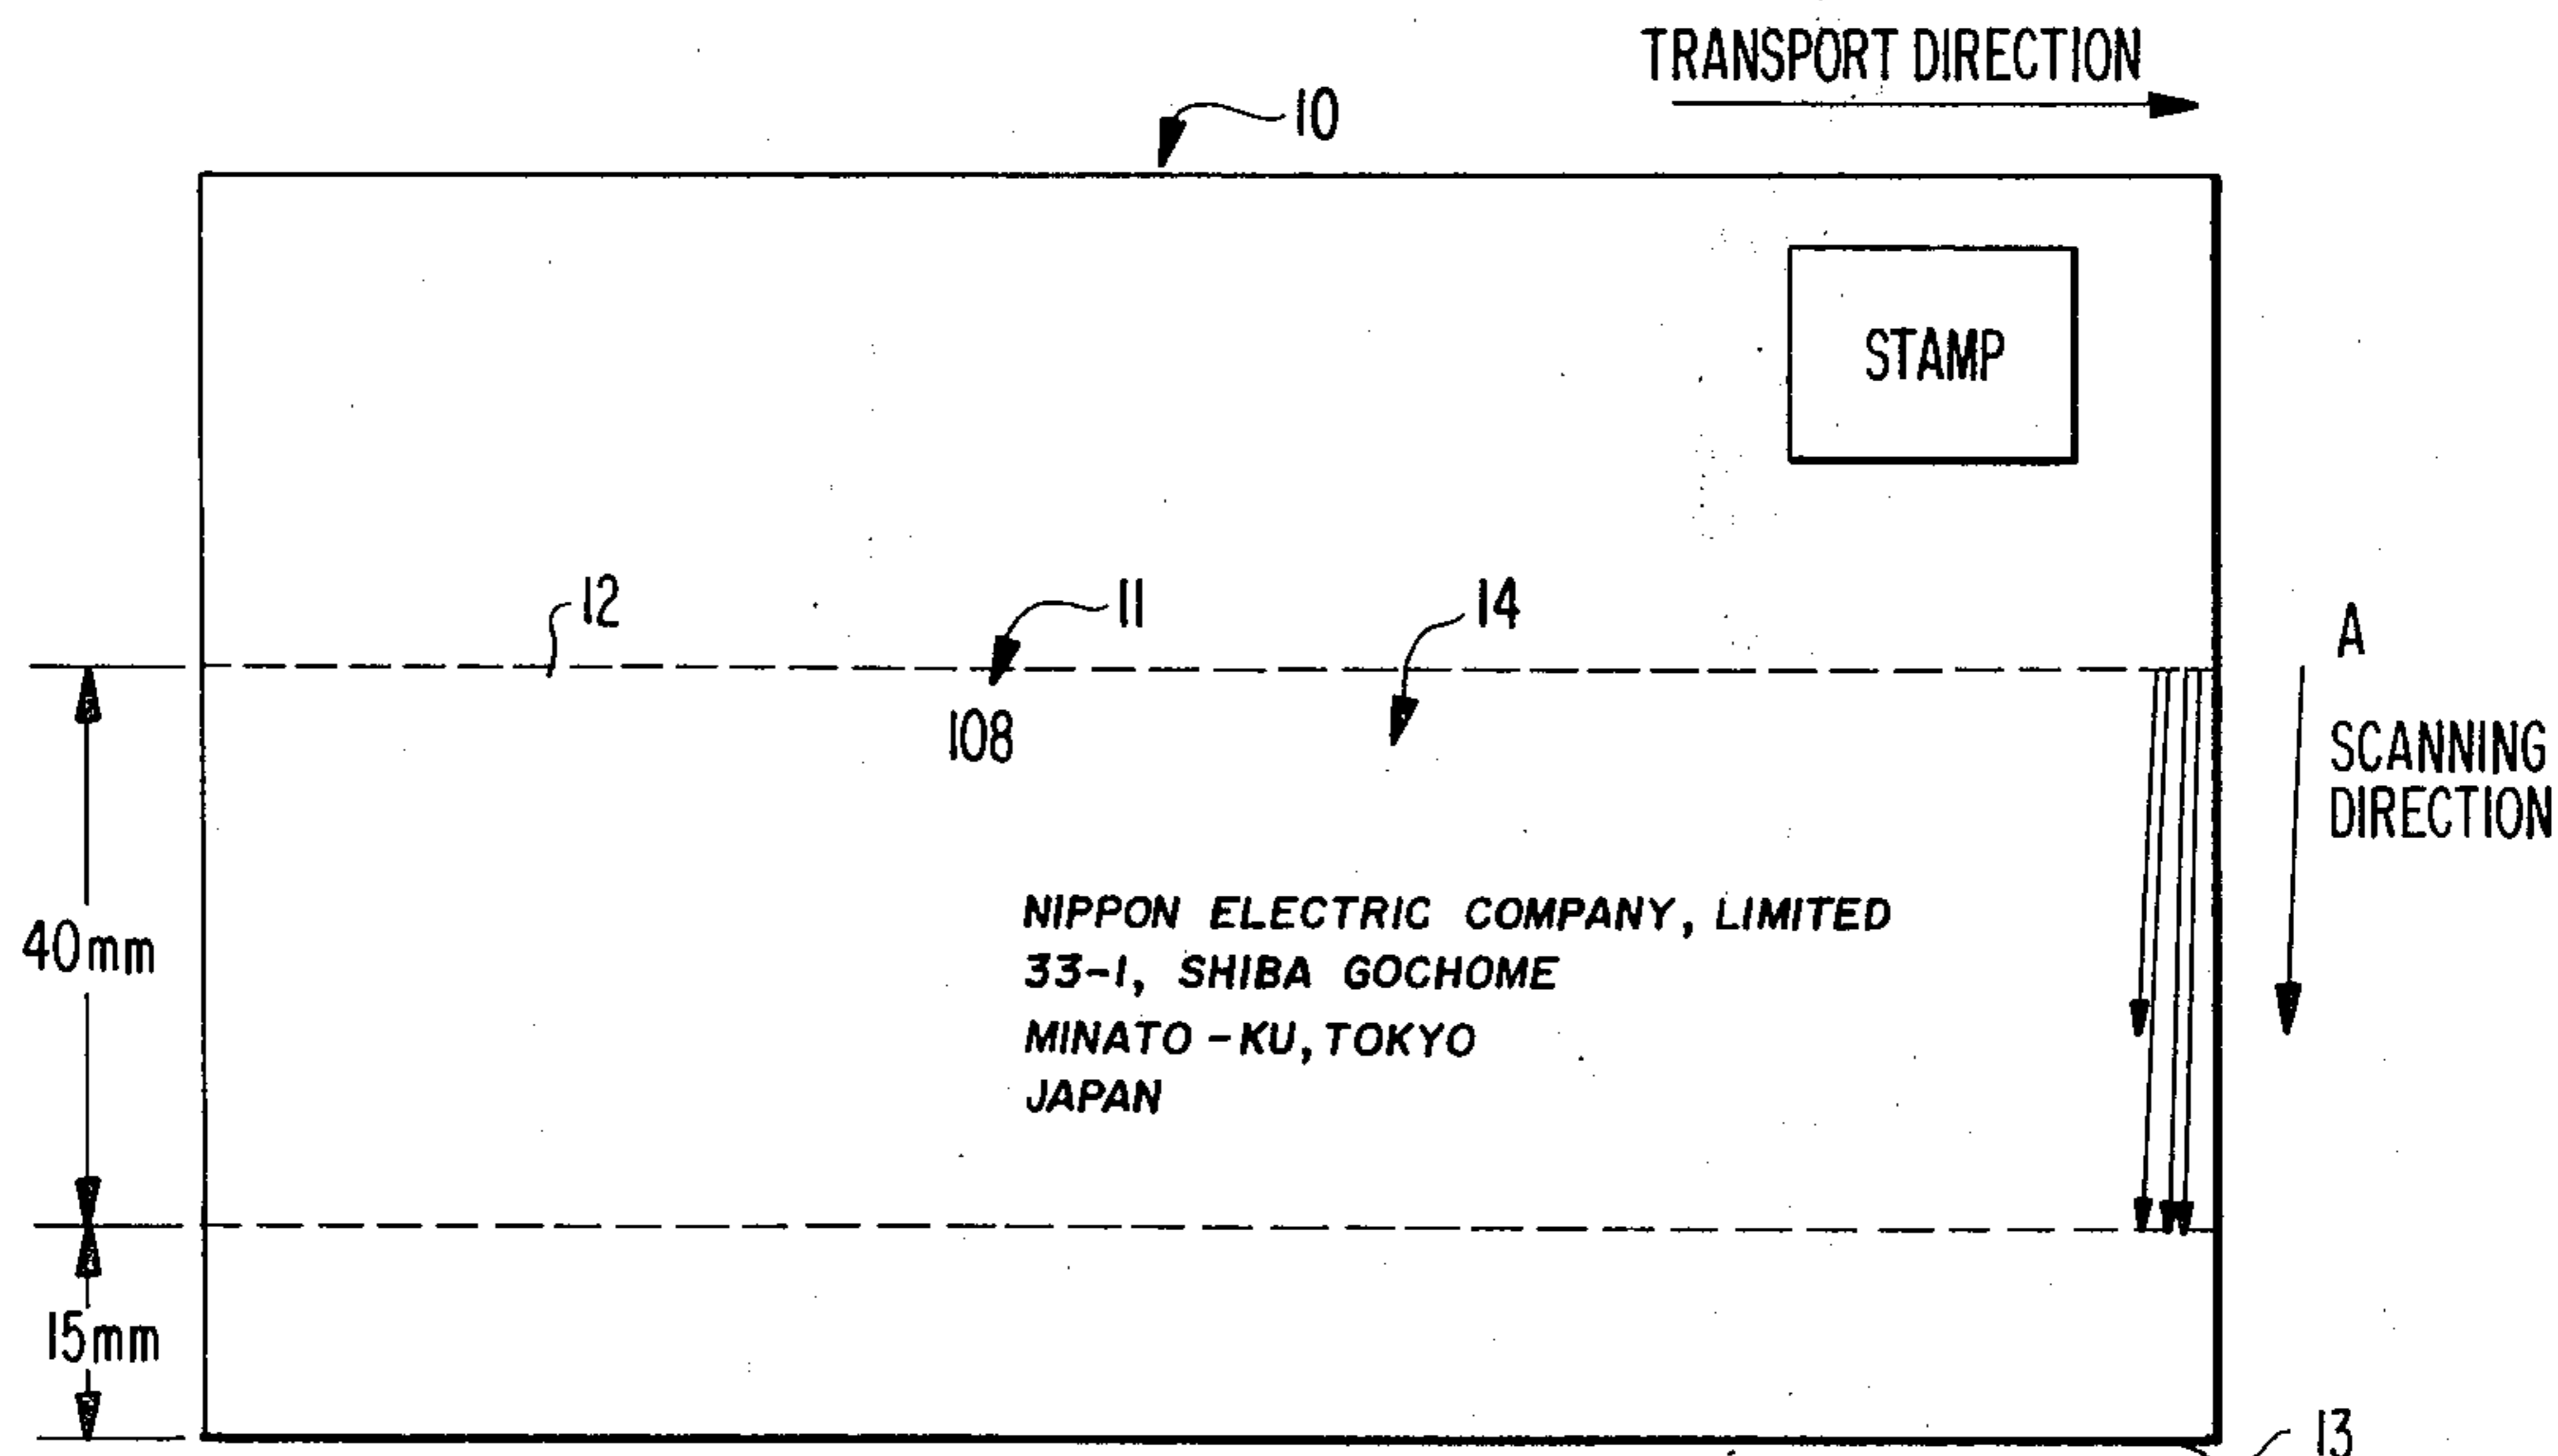 TRANSPORT DIRECTION
10
STAMP
12
11
14
A
108
SCANNING
DIRECTION
40mm
NIPPON ELECTRIC COMPANY, LIMITED
33-1, SHIBA GOCHOME
MINATO-KU, TOKYO
JAPAN
15mm
13